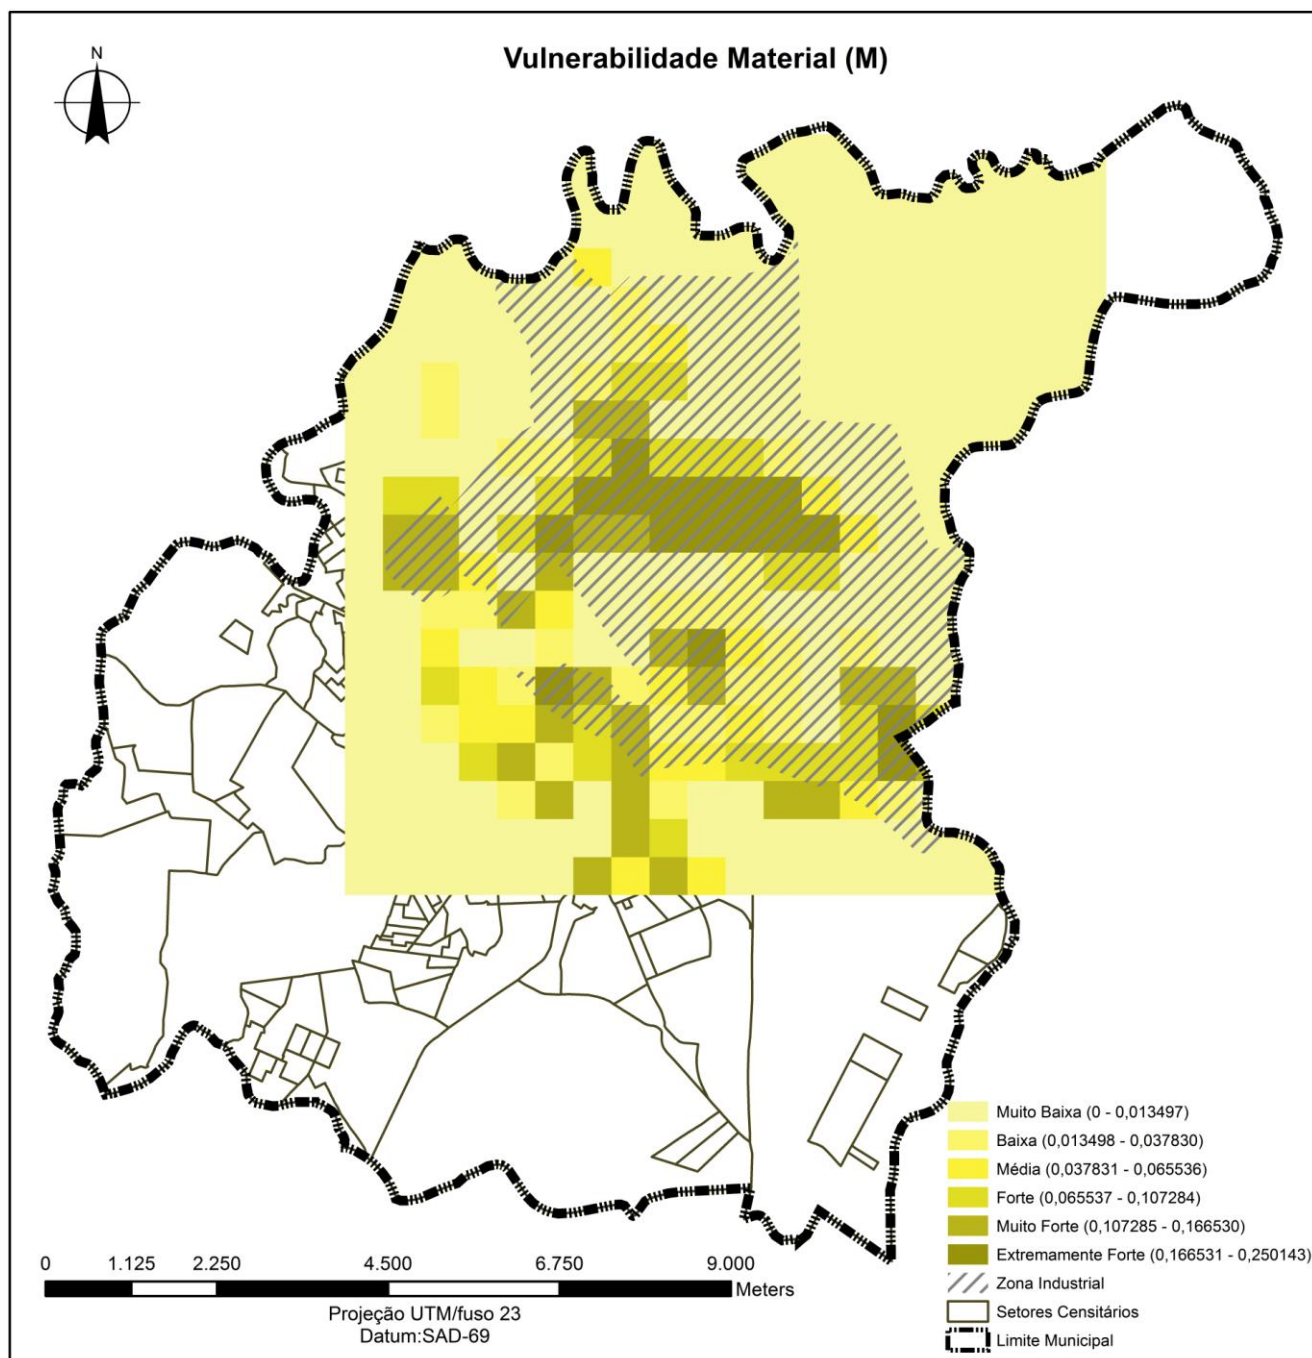 Vulnerabilidade Material (M)
N
Muito Baixa (0 - 0,013497)
Baixa (0,013498 - 0,037830)
Média (0,037831 - 0,065536)
Forte (0,065537 - 0,107284)
Muito Forte (0,107285 - 0,166530)
Extremamente Forte (0,166531 - 0,250143)
Zona Industrial
Setores Censitários
Limite Municipal
0 1.125 2.250 4.500 6.750 9.000
Meters
Projeção UTM/fuso 23
Datum:SAD-69